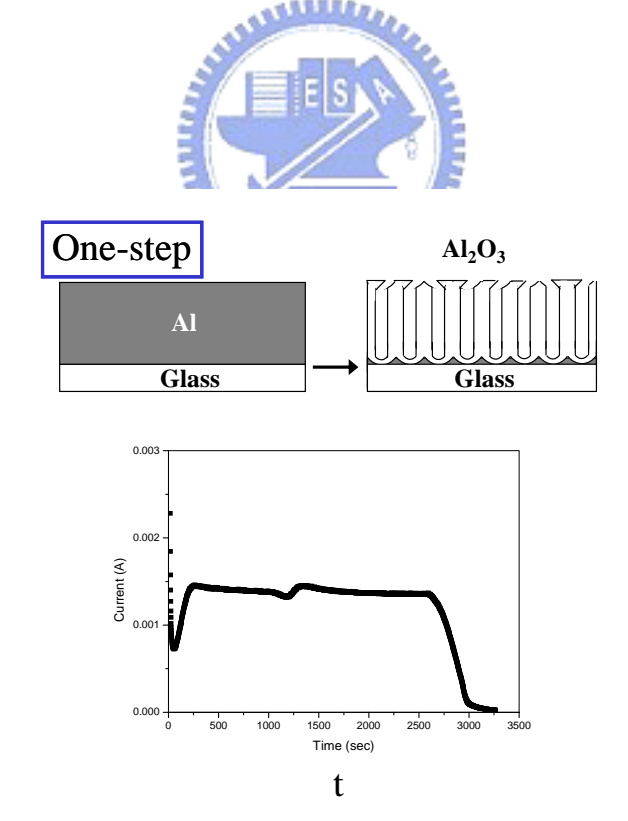 ES A
One-step
Al₂O₃
Al
Glass
Glass
0.003
0.002
0.001
0.000
Current (A)
0 500 1000 1500 2000 2500 3000 3500
Time (sec)
t